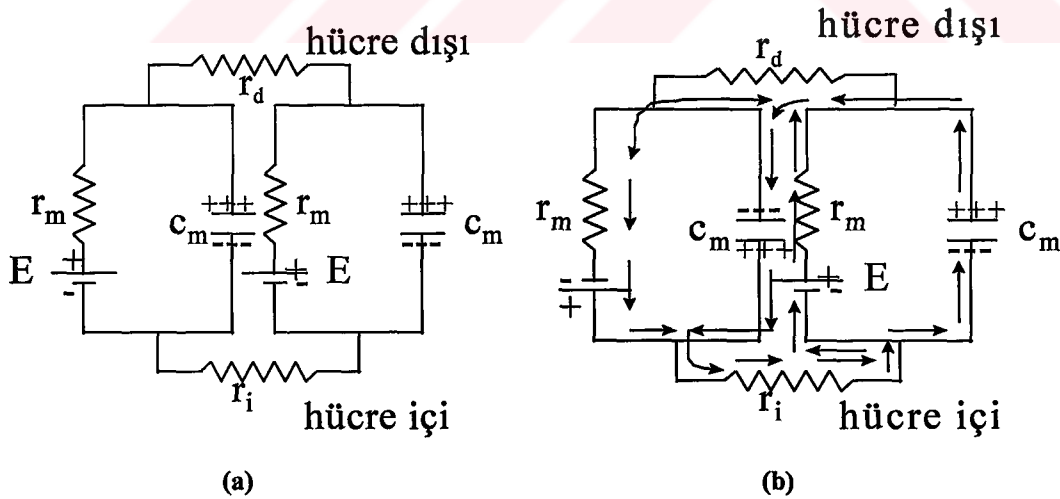 hücre dışı
r_d
r_m
+++
c_m
---
r_m
+++
c_m
---
E
+
-
+
-
E
r_i
hücre içi
(a)
hücre dışı
r_d
r_m
---
c_m
+++
r_m
+++
c_m
---
-
+
+
-
E
r_i
hücre içi
(b)